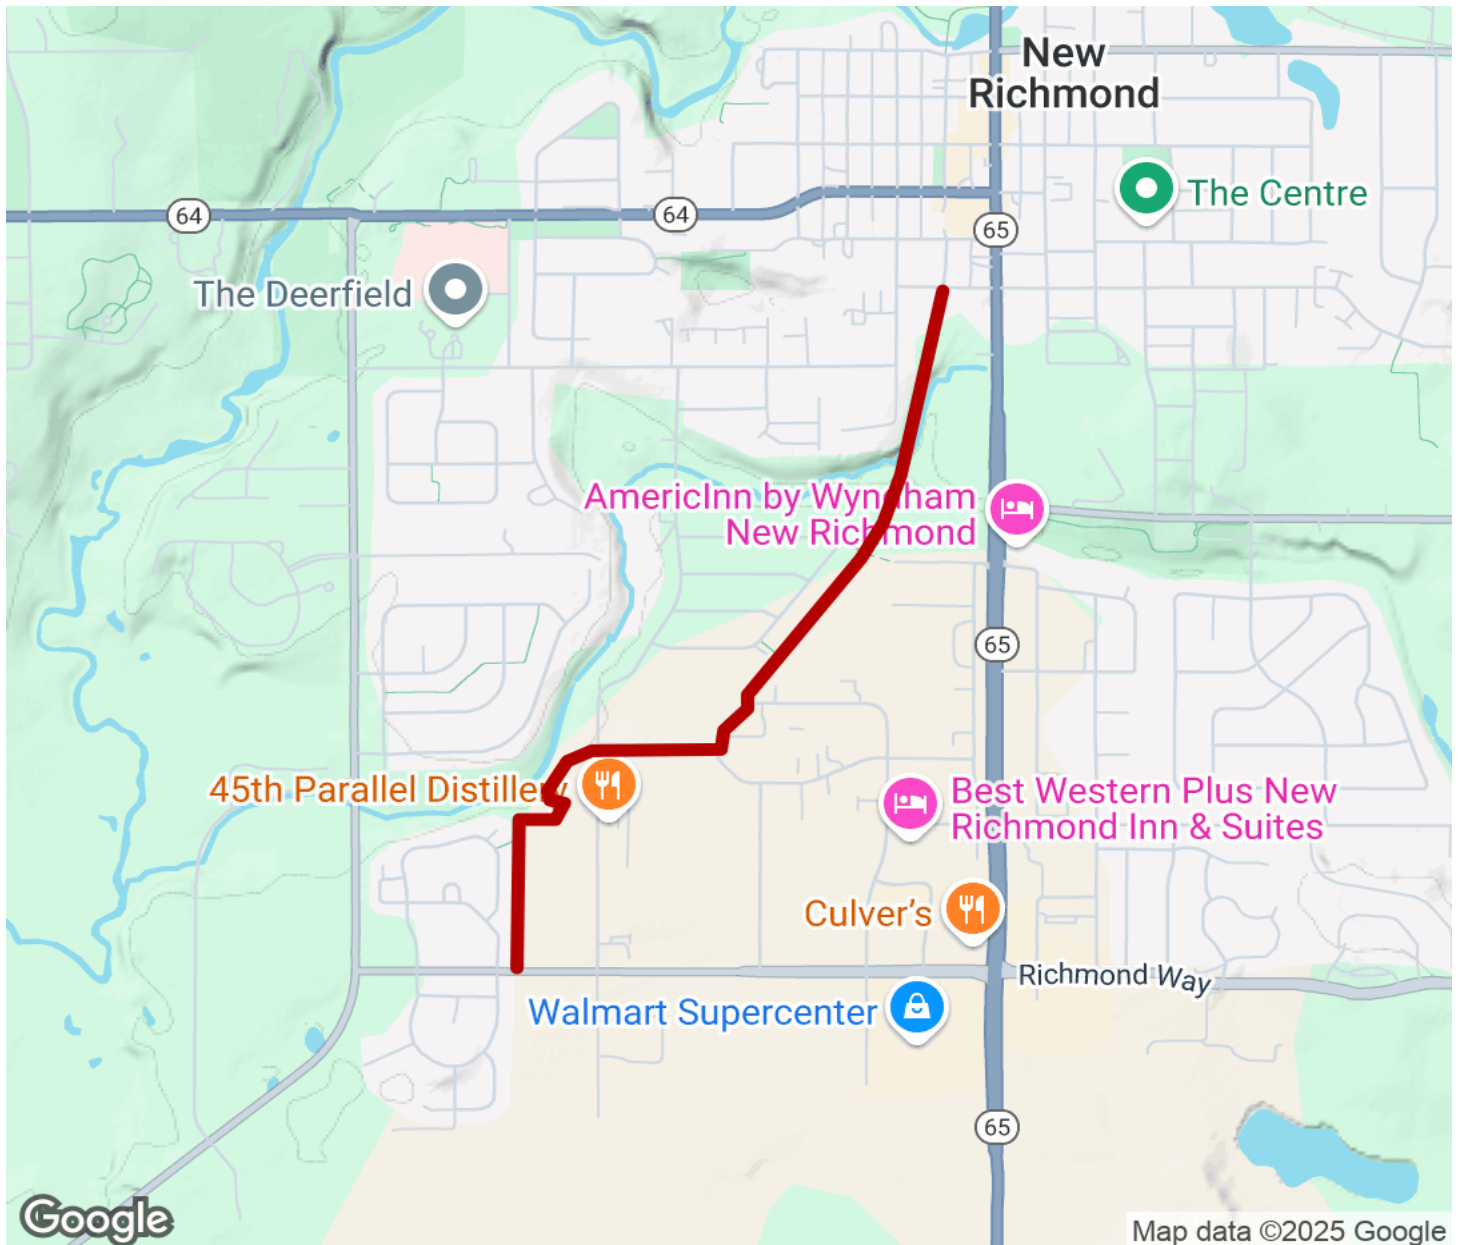 New
Richmond
The Centre
64
64
65
The Deerfield
AmericInn by Wyndham
New Richmond
65
45th Parallel Distillery
Best Western Plus New
Richmond Inn & Suites
Culver's
Richmond Way
Walmart Supercenter
65
Google
Map data ©2025 Google